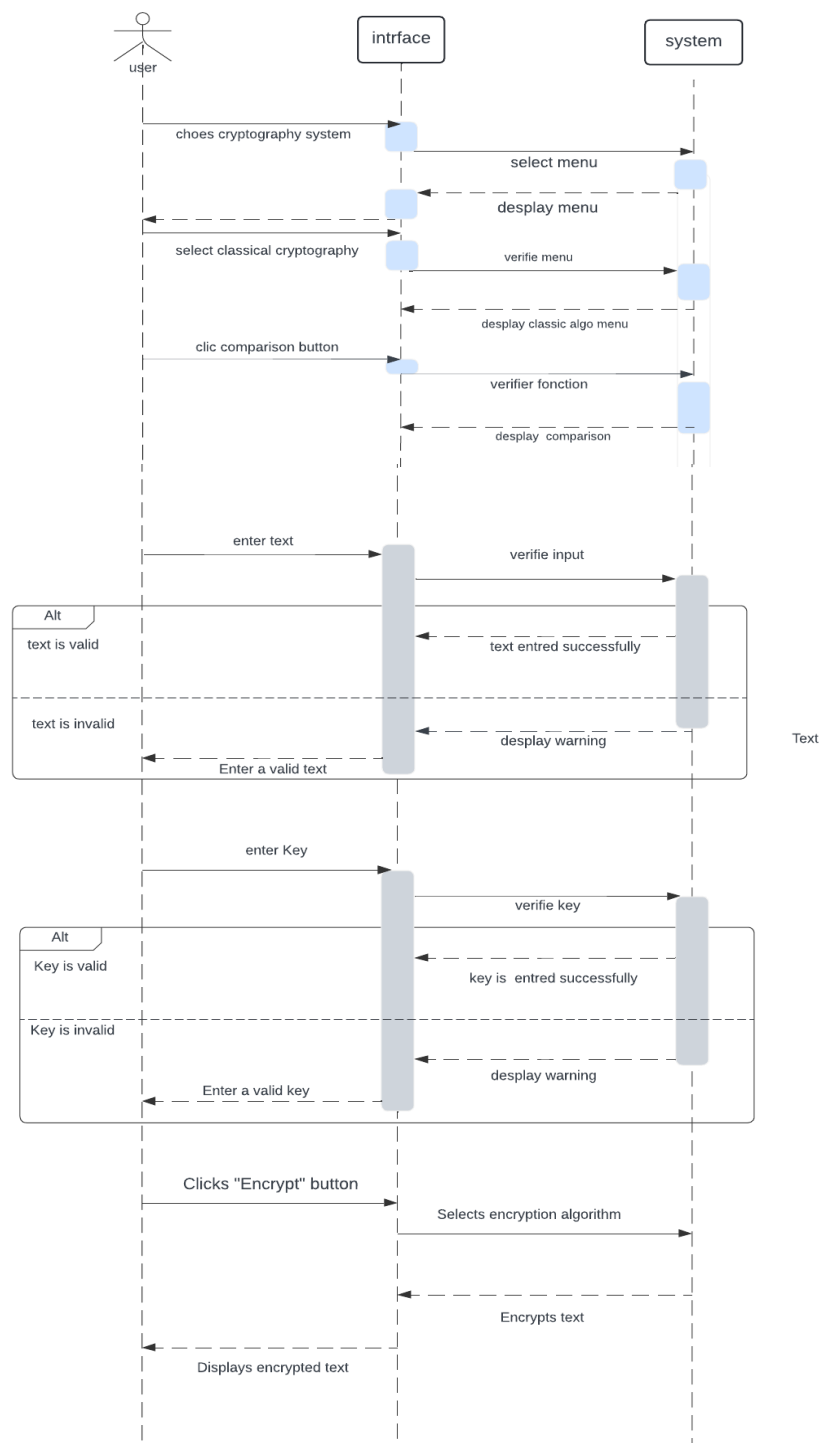 user
intrface
system
choes cryptography system
select menu
desplay menu
select classical cryptography
verifie menu
desplay classic algo menu
clic comparison button
verifier fonction
desplay  comparison
enter text
verifie input
Alt
text is valid
text entred successfully
text is invalid
desplay warning
Text
Enter a valid text
enter Key
verifie key
Alt
Key is valid
key is  entred successfully
Key is invalid
desplay warning
Enter a valid key
Clicks "Encrypt" button
Selects encryption algorithm
Encrypts text
Displays encrypted text